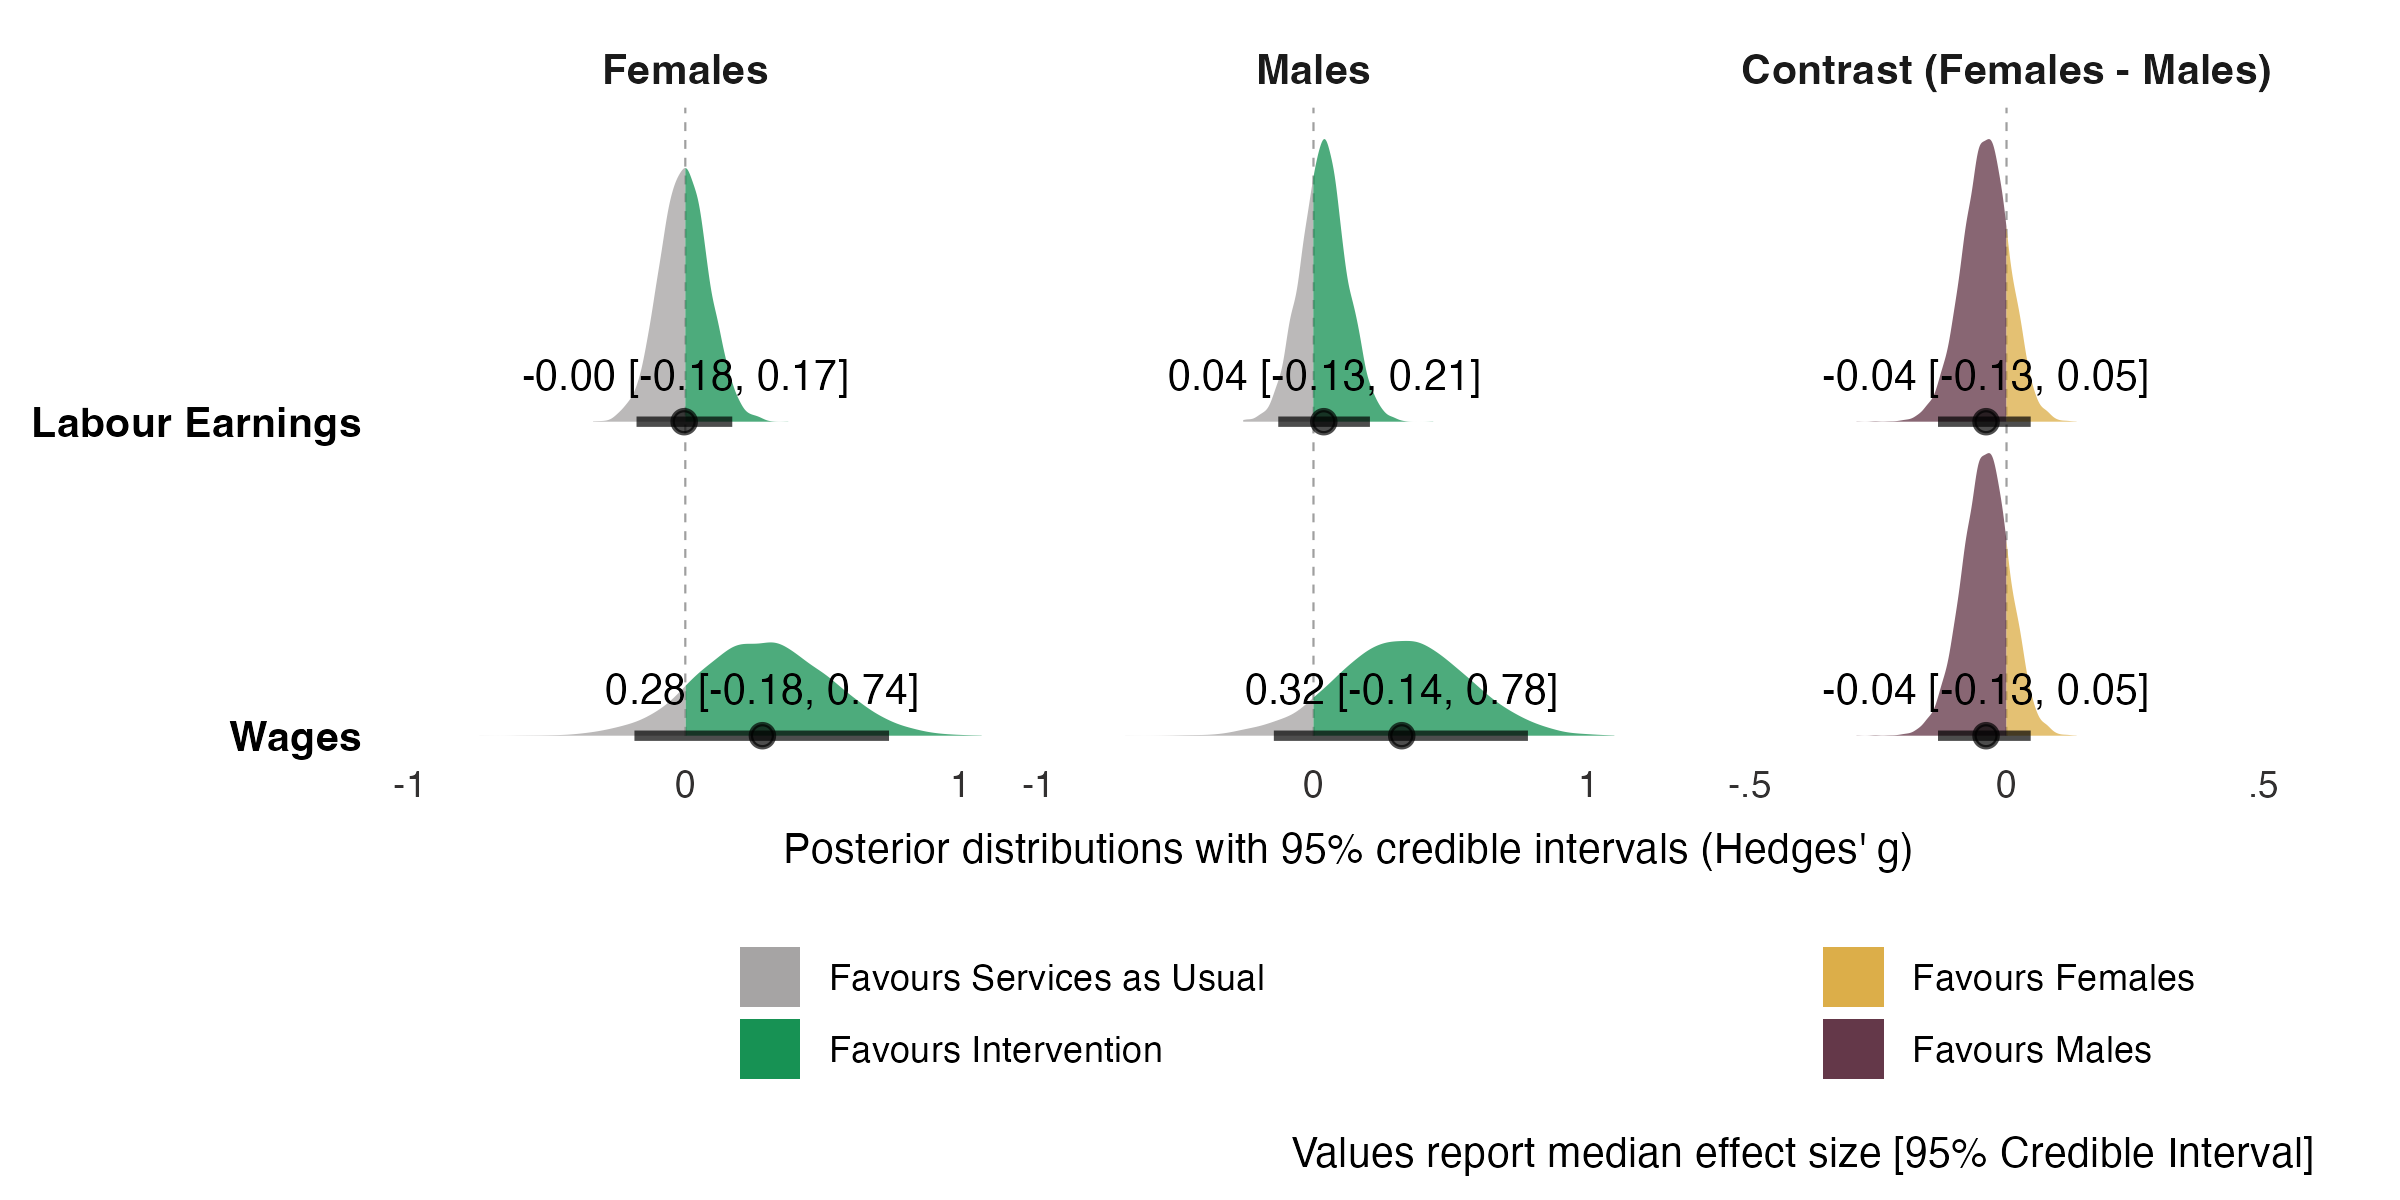 Females Males Contrast (Females - Males)
-0.00 [-0.18, 0.17] 0.04 [-0.13, 0.21] -0.04 [-0.13, 0.05]
Labour Earnings
0.28 [-0.18, 0.74] 0.32 [-0.14, 0.78] -0.04 [-0.13, 0.05]
Wages
-1 0 1 -1 0 1 -.5 0 .5
Posterior distributions with 95% credible intervals (Hedges' g)
Favours Services as Usual Favours Females
Favours Intervention Favours Males
Values report median effect size [95% Credible Interval]